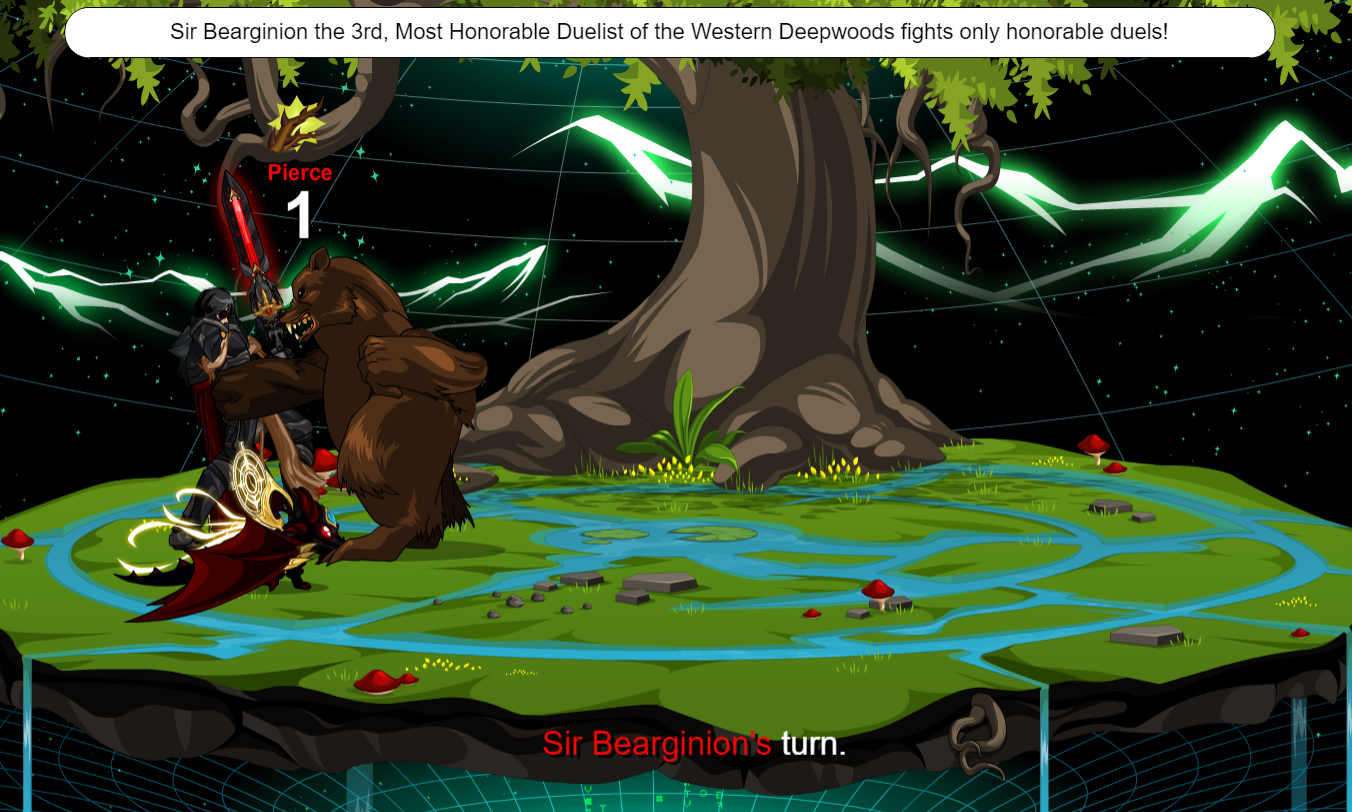 Sir Bearginion the 3rd, Most Honorable Duelist of the Western Deepwoods fights only honorable duels!
Pierce
1
Sir Bearginion's turn.